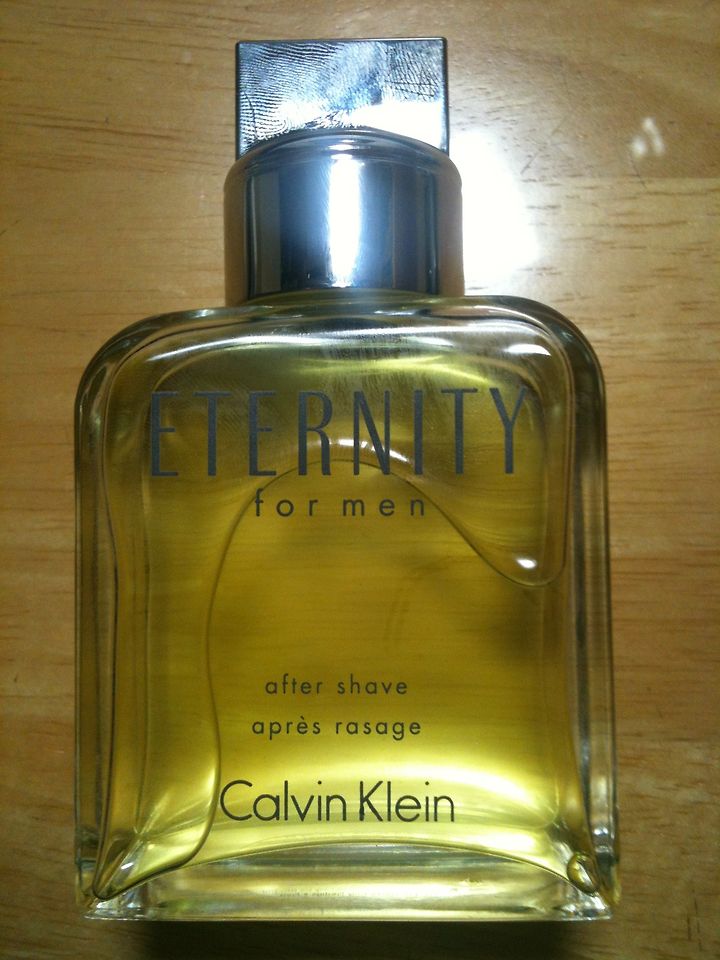 ETERNITY
for men
after shave
après rasage
Calvin Klein